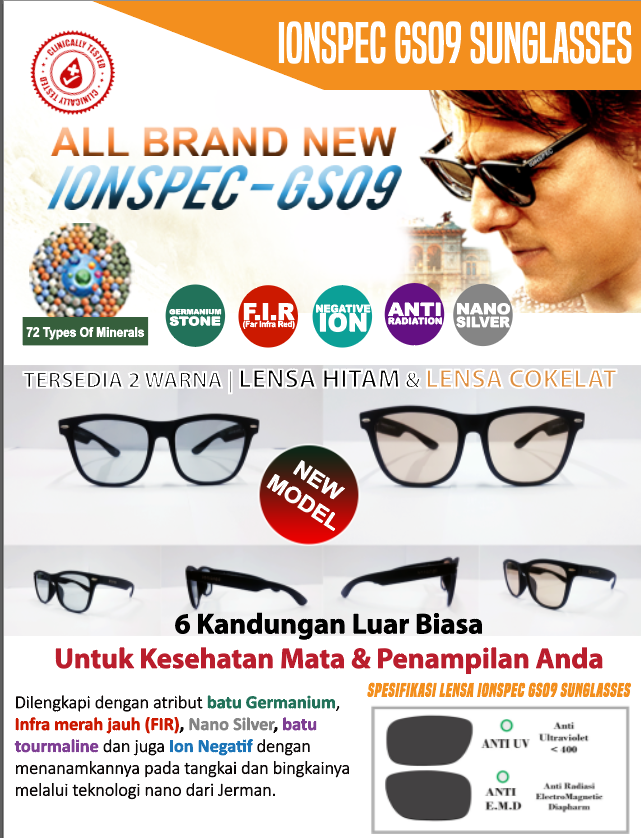 IONSPEC GS09 SUNGLASSES
CLINICALLY TESTED
CLINICALLY TESTED
IONSPEC
ALL BRAND NEW
IONSPEC-GS09
72 Types Of Minerals
GERMANIUM
STONE
F.I.R
(Far Infra Red)
NEGATIVE
ION
ANTI
RADIATION
NANO
SILVER
TERSEDIA 2 WARNA | LENSA HITAM & LENSA COKELAT
NEW
MODEL
6 Kandungan Luar Biasa
Untuk Kesehatan Mata & Penampilan Anda
Dilengkapi dengan atribut batu Germanium,
Infra merah jauh (FIR), Nano Silver, batu
tourmaline dan juga Ion Negatif dengan
menanamkannya pada tangkai dan bingkainya
melalui teknologi nano dari Jerman.
SPESIFIKASI LENSA IONSPEC GS09 SUNGLASSES
ANTI UV
Anti
Ultraviolet
< 400
ANTI
E.M.D
Anti Radiasi
ElectroMagnetic
Diapharm